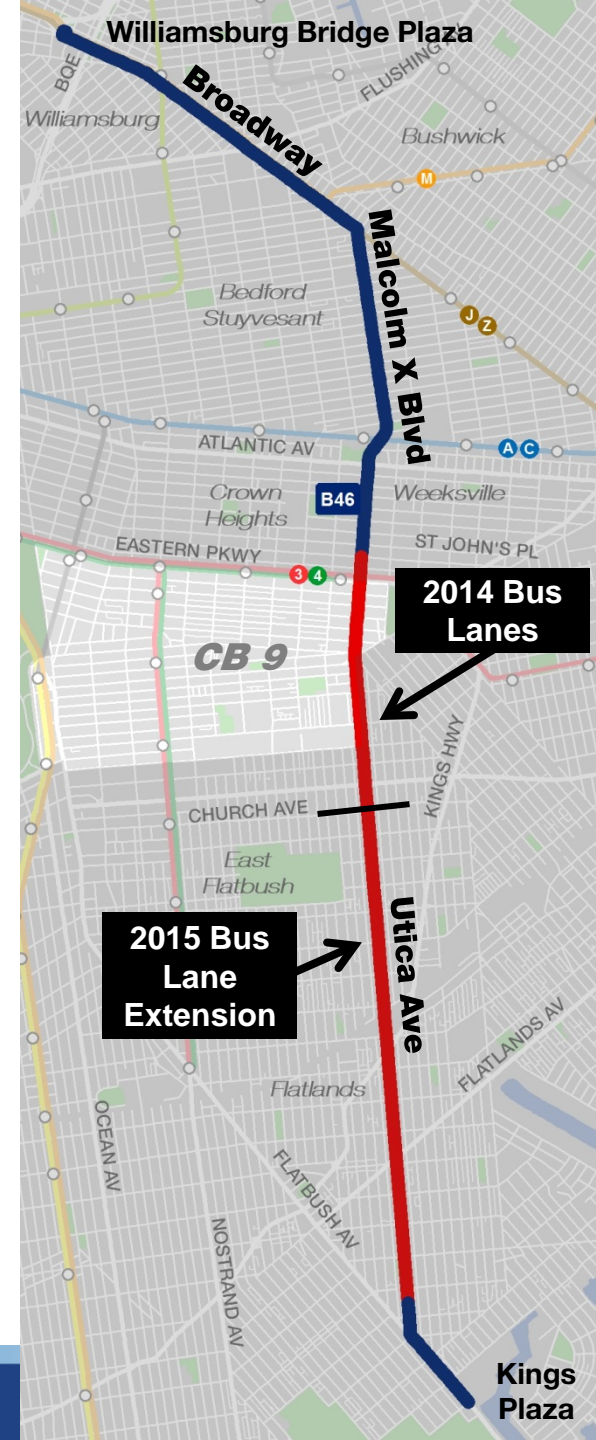 Williamsburg Bridge Plaza
BQE
FLUSHING
Broadway
Williamsburg
Bushwick
M
Malcolm X Blvd
Bedford
Stuyvesant
J
Z
ATLANTIC AV
A C
Crown
Heights
B46
Weeksville
EASTERN PKWY
ST JOHN'S PL
3 4
2014 Bus
Lanes
CB 9
KINGS HWY
CHURCH AVE
East
Flatbush
Utica Ave
2015 Bus
Lane
Extension
FLATLANDS AV
Flatlands
OCEAN AV
FLATBUSH AV
NOSTRAND AV
Kings
Plaza